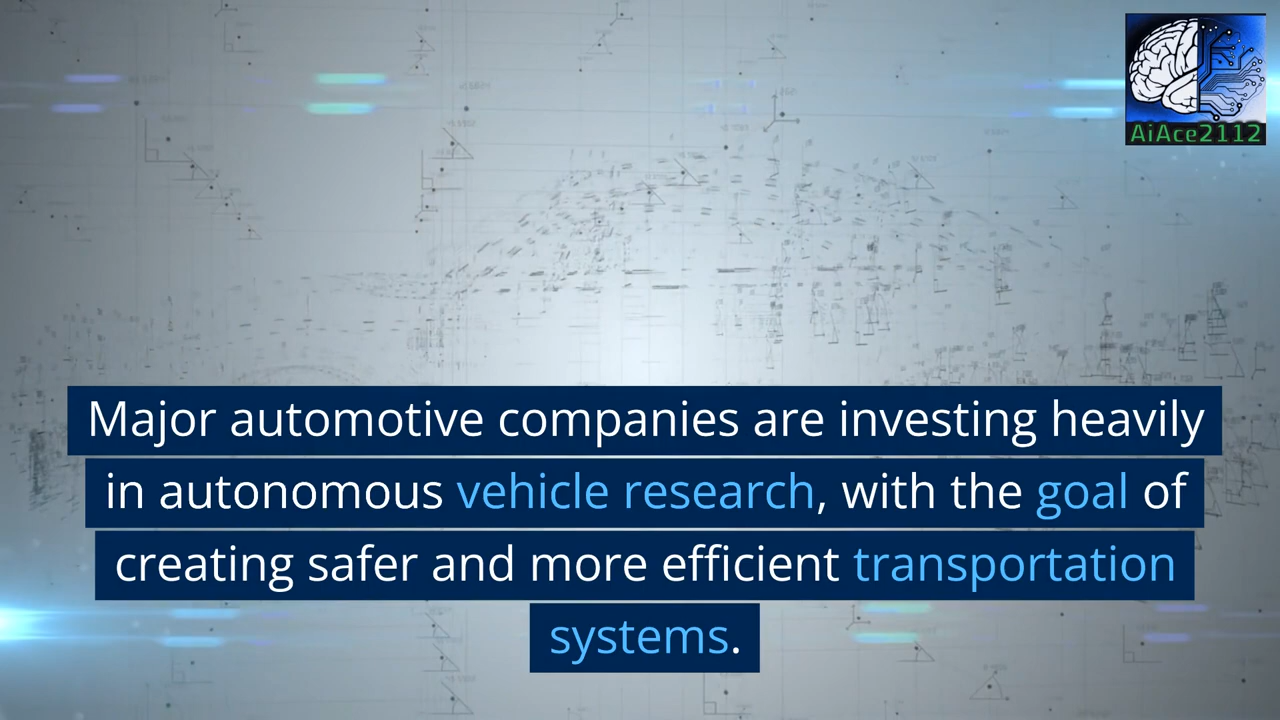 AiAce2112
Major automotive companies are investing heavily
in autonomous vehicle research, with the goal of
creating safer and more efficient transportation
systems.